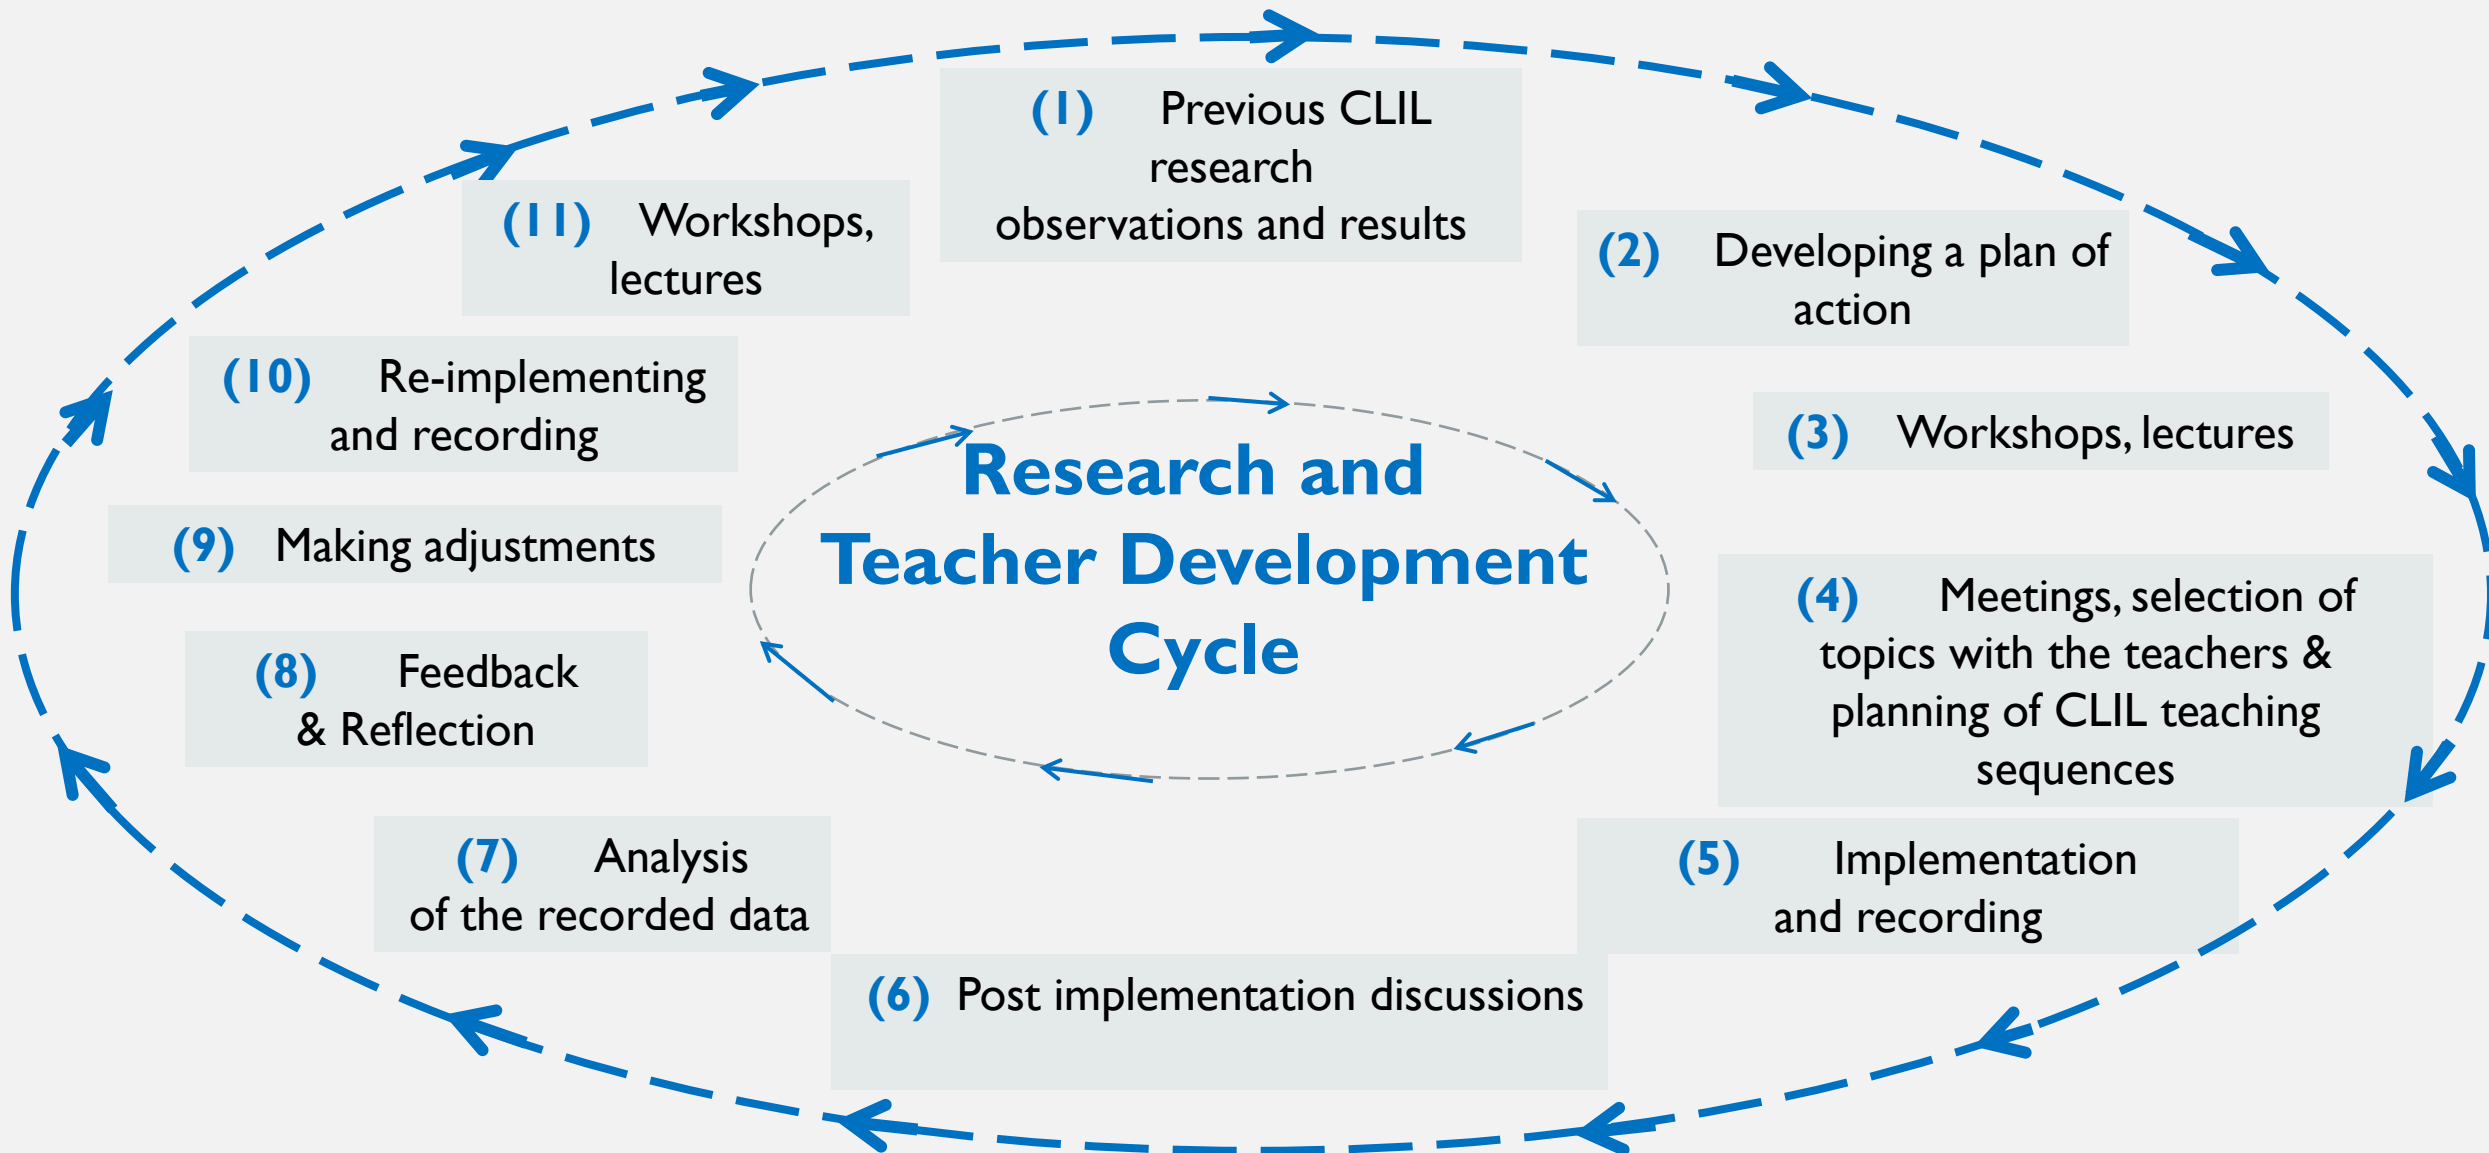 (1) Previous CLIL
research
observations and results
(2) Developing a plan of
action
(3) Workshops, lectures
(4) Meetings, selection of
topics with the teachers &
planning of CLIL teaching
sequences
(5) Implementation
and recording
(6) Post implementation discussions
(7) Analysis
of the recorded data
(8) Feedback
& Reflection
(9) Making adjustments
(10) Re-implementing
and recording
(11) Workshops,
lectures
Research and
Teacher Development
Cycle